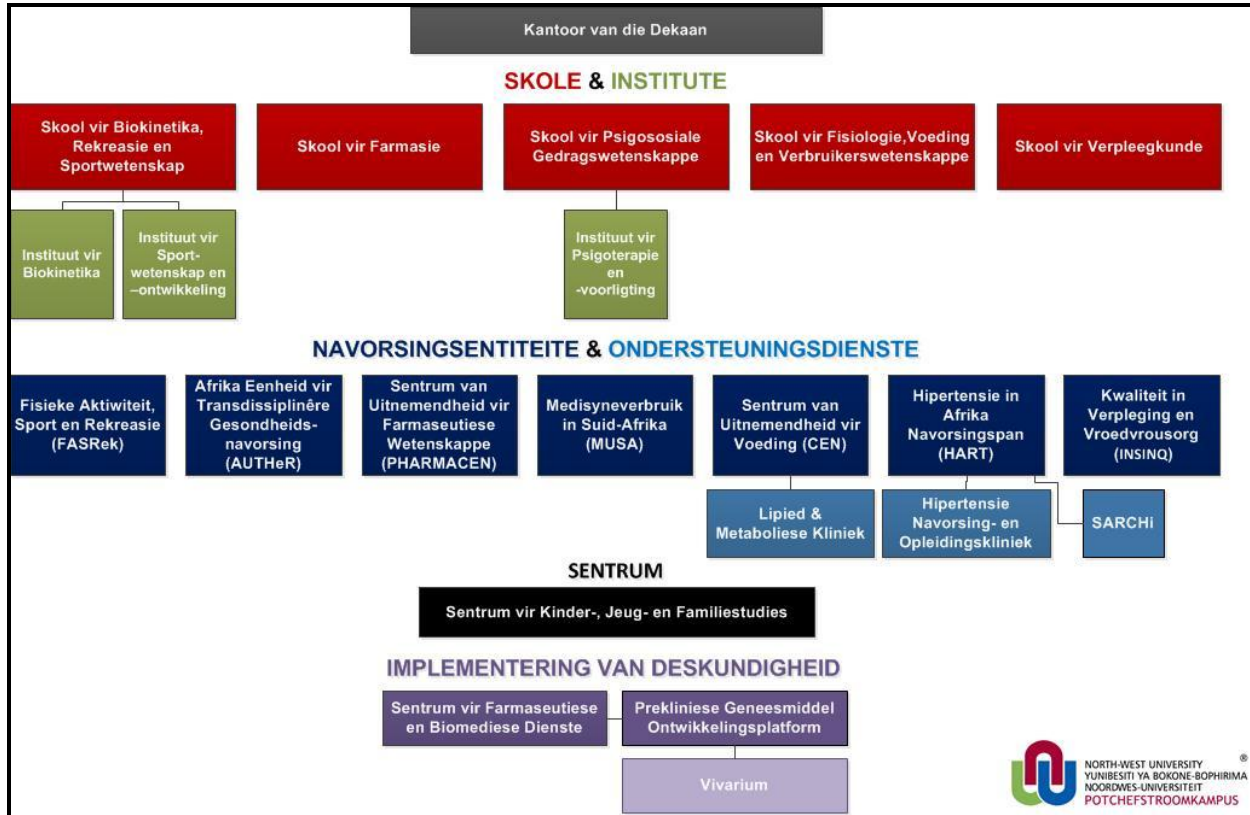 Kantoor van die Dekaan
SKOLE & INSTITUTE
Skool vir Biokinetika,
Rekreasie en
Sportwetenskap
Skool vir Farmasie
Skool vir Psigososiale
Gedragswetenskappe
Skool vir Fisiologie,Voeding
en Verbruikerswetenskappe
Skool vir Verpleegkunde
Instituut vir
Biokinetika
Instituut vir
Sport-
wetenskap en
–ontwikkeling
Instituut vir
Psigoterapie
en
-voorligting
NAVORSINGSENTITEITE & ONDERSTEUNINGSDIENSTE
Fisieke Aktiwiteit,
Sport en Rekreasie
(FASRek)
Afrika Eenheid vir
Transdissiplinêre
Gesondheids-
navorsing
(AUTHeR)
Sentrum van
Uitnemendheid vir
Farmaseutiese
Wetenskappe
(PHARMACEN)
Medisyneverbruik
in Suid-Afrika
(MUSA)
Sentrum van
Uitnemendheid vir
Voeding (CEN)
Hipertensie in
Afrika
Navorsingspan
(HART)
Kwaliteit in
Verpleging en
Vroedvrousorg
(INSINQ)
Lipied &
Metaboliese Kliniek
Hipertensie
Navorsing- en
Opleidingskliniek
SARCHi
SENTRUM
Sentrum vir Kinder-, Jeug- en Familiestudies
IMPLEMENTERING VAN DESKUNDIGHEID
Sentrum vir Farmaseutiese
en Biomediese Dienste
Prekliniese Geneesmiddel
Ontwikkelingsplatform
Vivarium
NORTH-WEST UNIVERSITY ®
YUNIBESITI YA BOKONE-BOPHIRIMA
NOORDWES-UNIVERSITEIT
POTCHEFSTROOMKAMPUS